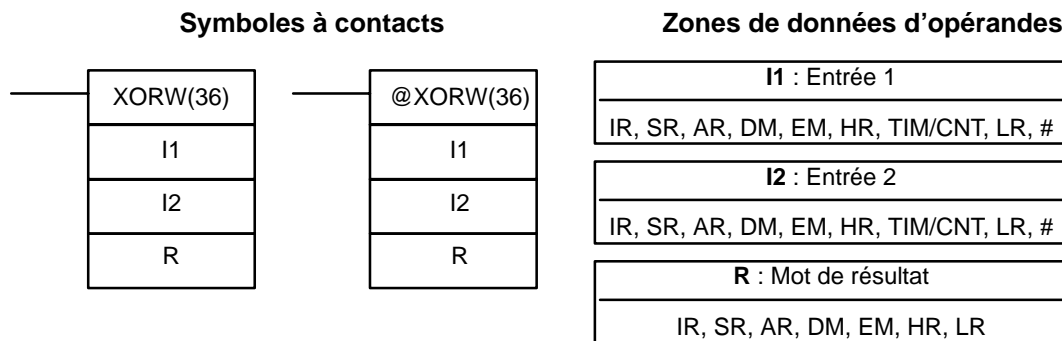 Symboles à contacts
Zones de données d’opérandes
XORW(36)
I1
I2
R
@XORW(36)
I1
I2
R
I1 : Entrée 1
IR, SR, AR, DM, EM, HR, TIM/CNT, LR, #
I2 : Entrée 2
IR, SR, AR, DM, EM, HR, TIM/CNT, LR, #
R : Mot de résultat
IR, SR, AR, DM, EM, HR, LR